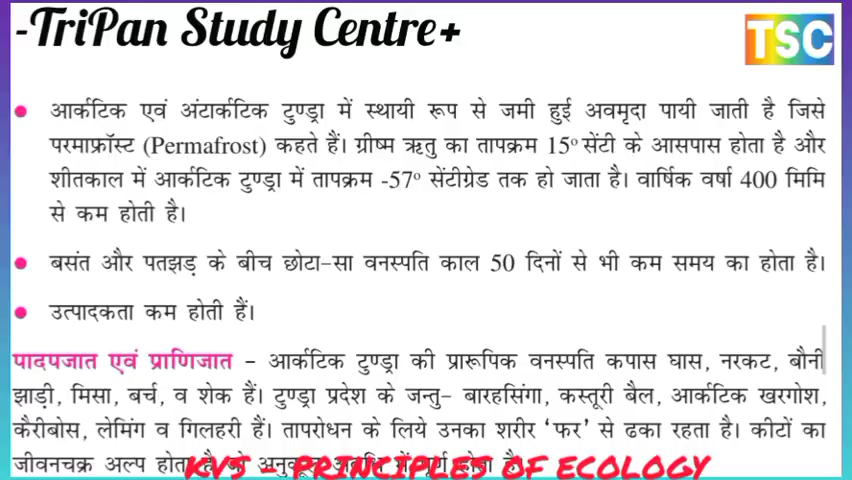 -TriPan Study Centre+
TSC
आर्कटिक एवं अंटार्कटिक टुण्ड्रा में स्थायी रूप से जमी हुई अवमृदा पायी जाती है जिसे
परमाफ्रॉस्ट (Permafrost) कहते हैं। ग्रीष्म ऋतु का तापक्रम 15° सेंटी के आसपास होता है और
शीतकाल में आर्कटिक टुण्ड्रा में तापक्रम -57° सेंटीग्रेड तक हो जाता है। वार्षिक वर्षा 400 मिमि
से कम होती है।
बसंत और पतझड़ के बीच छोटा-सा वनस्पति काल 50 दिनों से भी कम समय का होता है।
उत्पादकता कम होती हैं।
पादपजात एवं प्राणिजात - आर्कटिक टुण्ड्रा की प्रारूपिक वनस्पति कपास घास, नरकट, बौनी
झाड़ी, मिसा, बर्च, व शेक हैं। टुण्ड्रा प्रदेश के जन्तु- बारहसिंगा, कस्तूरी बैल, आर्कटिक खरगोश,
कैरीबोस, लेमिंग व गिलहरी हैं। तापरोधन के लिये उनका शरीर 'फर' से ढका रहता है। कीटों का
जीवनचक्र अल्प होता है जो अनुकूल अवधि में पूर्ण होता है।
KVS - PRINCIPLES OF ECOLOGY